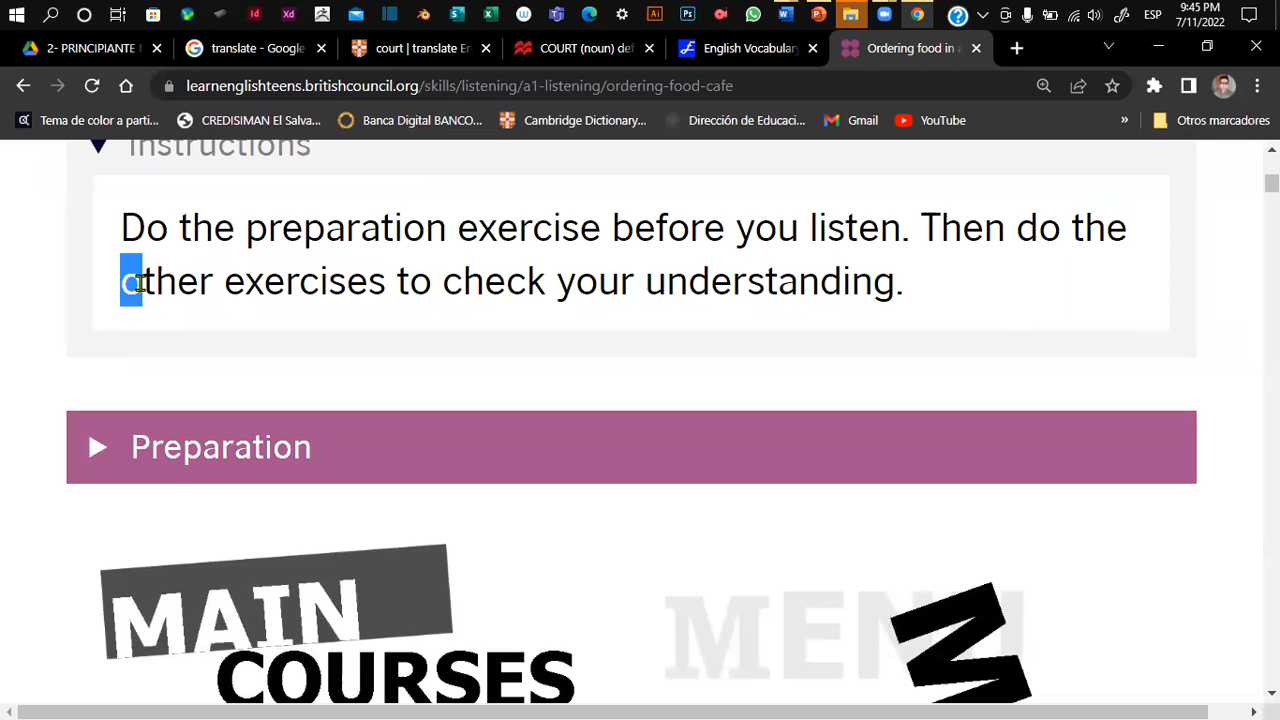 ESP
9:45 PM
7/11/2022
2- PRINCIPIANTE M
translate - Google
court | translate En
COURT (noun) def
English Vocabulary
Ordering food in a
learnenglishteens.britishcouncil.org/skills/listening/a1-listening/ordering-food-cafe
Tema de color a parti...
CREDISIMAN El Salva...
Banca Digital BANCO...
Cambridge Dictionary...
Dirección de Educaci...
Gmail
YouTube
»
Otros marcadores
Instructions
Do the preparation exercise before you listen. Then do the
other exercises to check your understanding.
Preparation
MAIN
COURSES
MENU
M